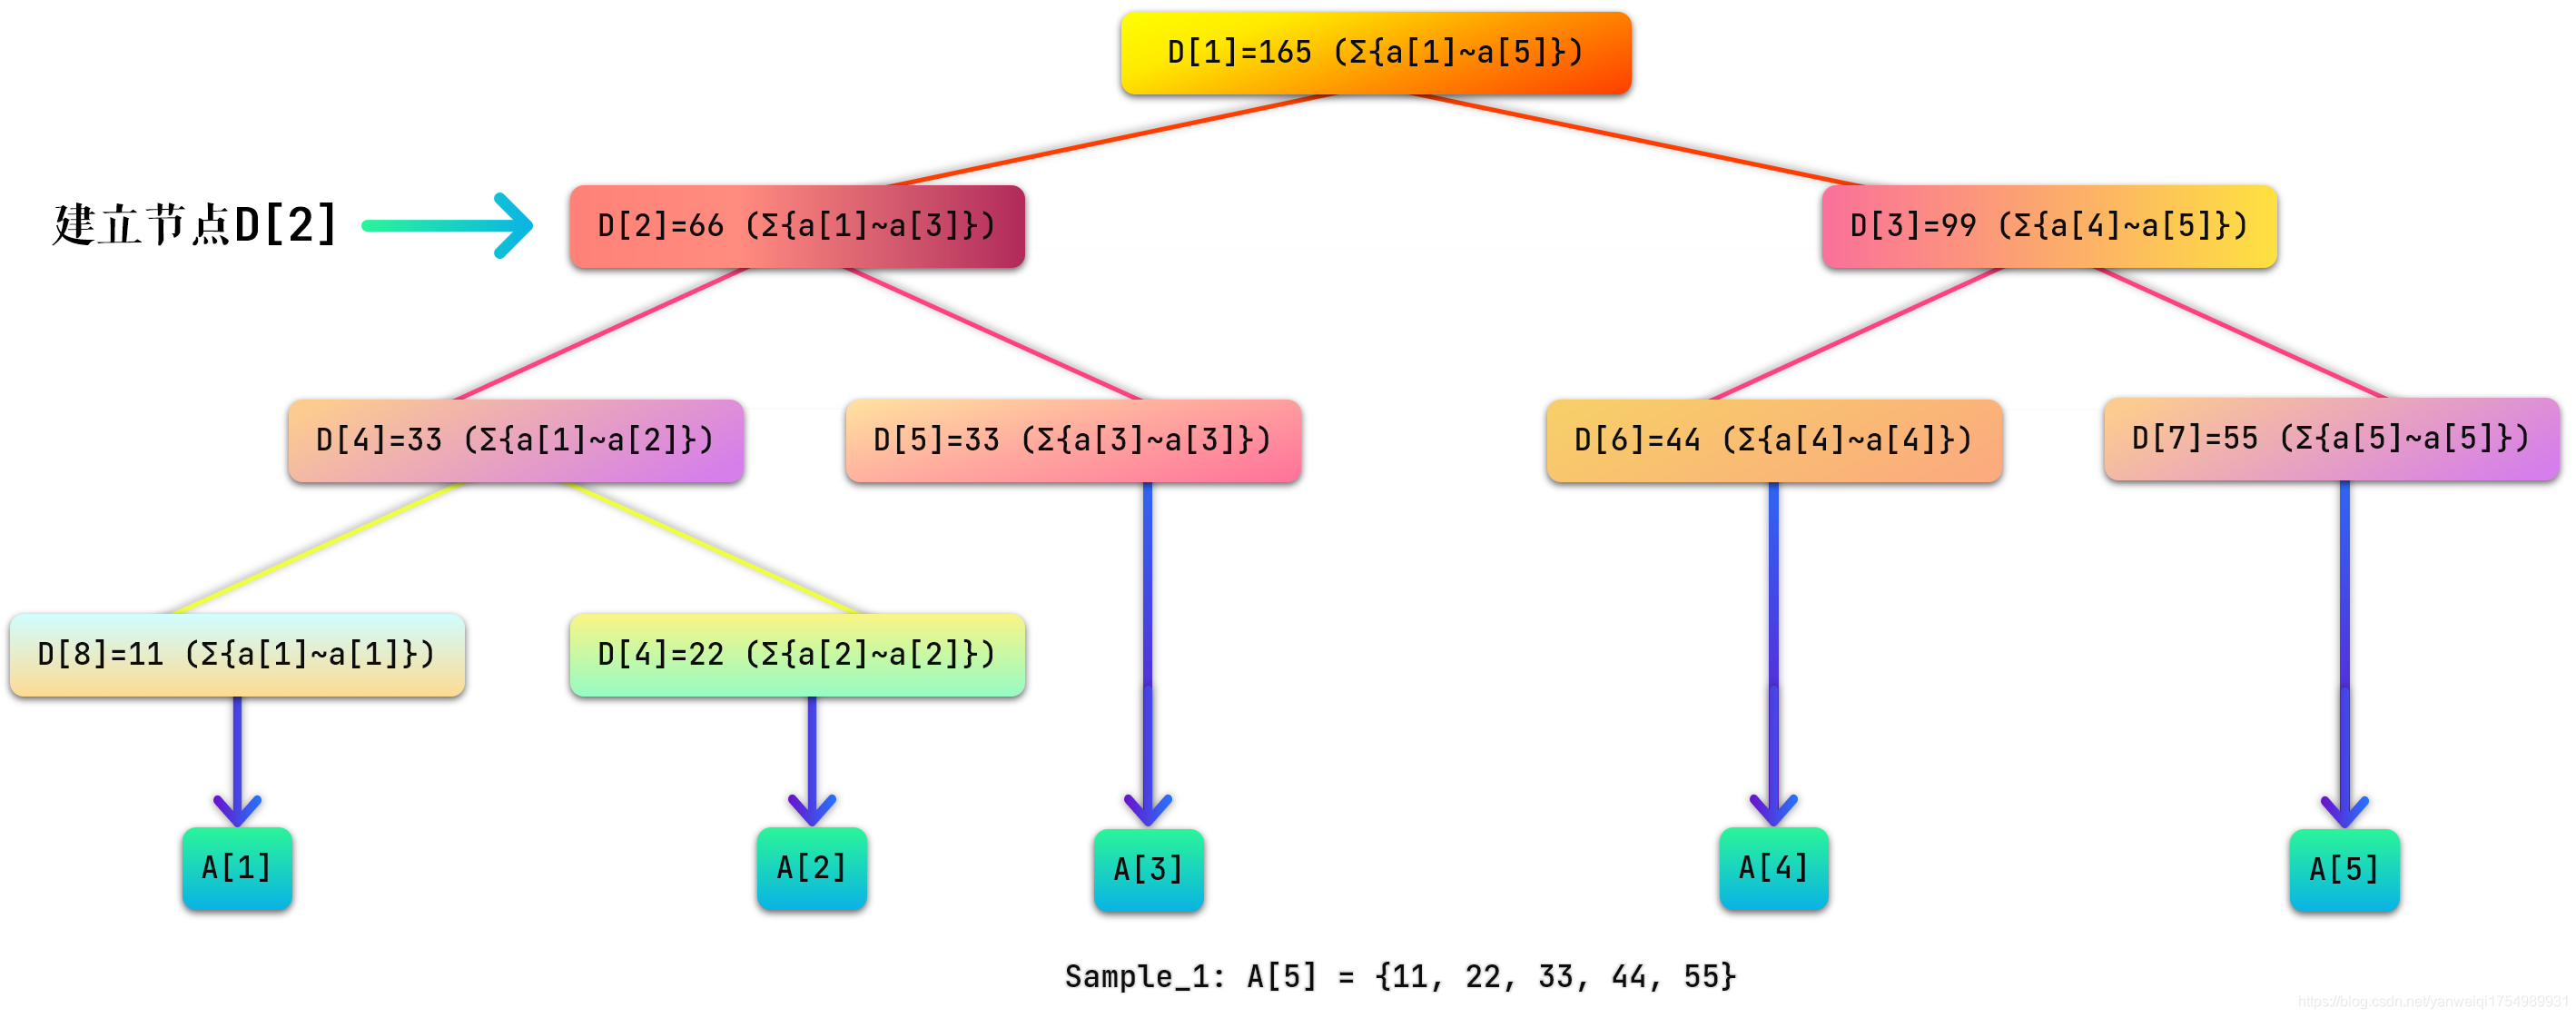 D[1]=165 (Σ{a[1]~a[5]})
建立节点D[2]
D[2]=66 (Σ{a[1]~a[3]})
D[3]=99 (Σ{a[4]~a[5]})
D[4]=33 (Σ{a[1]~a[2]})
D[5]=33 (Σ{a[3]~a[3]})
D[6]=44 (Σ{a[4]~a[4]})
D[7]=55 (Σ{a[5]~a[5]})
D[8]=11 (Σ{a[1]~a[1]})
D[4]=22 (Σ{a[2]~a[2]})
A[1]
A[2]
A[3]
A[4]
A[5]
Sample_1: A[5] = {11, 22, 33, 44, 55}
https://blog.csdn.net/yanweiqi1754989931